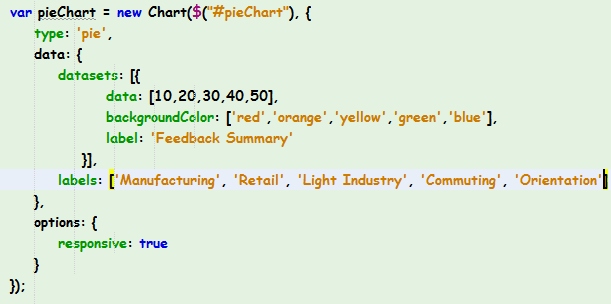 var pieChart = new Chart($("#pieChart"), {
    type: 'pie',
    data: {
        datasets: [{
                data: [10,20,30,40,50],
                backgroundColor: ['red','orange','yellow','green','blue'],
                label: 'Feedback Summary'
            }],
        labels: ['Manufacturing', 'Retail', 'Light Industry', 'Commuting', 'Orientation']
    },
    options: {
        responsive: true
    }
});